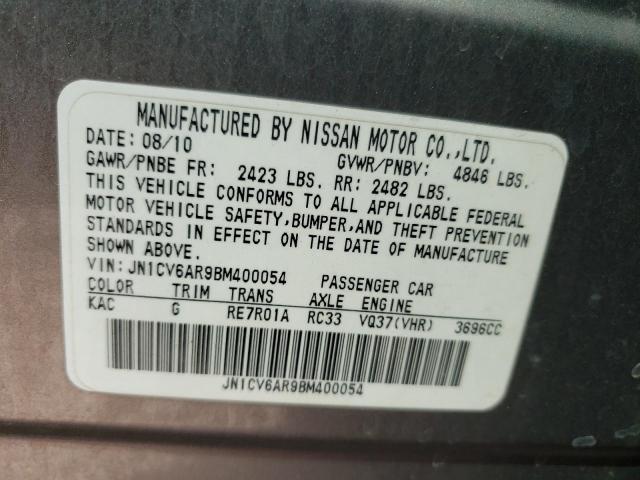 MANUFACTURED BY NISSAN MOTOR CO.,LTD.
DATE: 08/10 GVWR/PNBV: 4846 LBS.
GAWR/PNBE FR: 2423 LBS. RR: 2482 LBS.
THIS VEHICLE CONFORMS TO ALL APPLICABLE FEDERAL
MOTOR VEHICLE SAFETY,BUMPER,AND THEFT PREVENTION
STANDARDS IN EFFECT ON THE DATE OF MANUFACTURE
SHOWN ABOVE.
VIN: JN1CV6AR9BM400054 PASSENGER CAR
COLOR TRIM TRANS AXLE ENGINE
KAC G RE7R01A RC33 VQ37(VHR) 3696CC
JN1CV6AR9BM400054